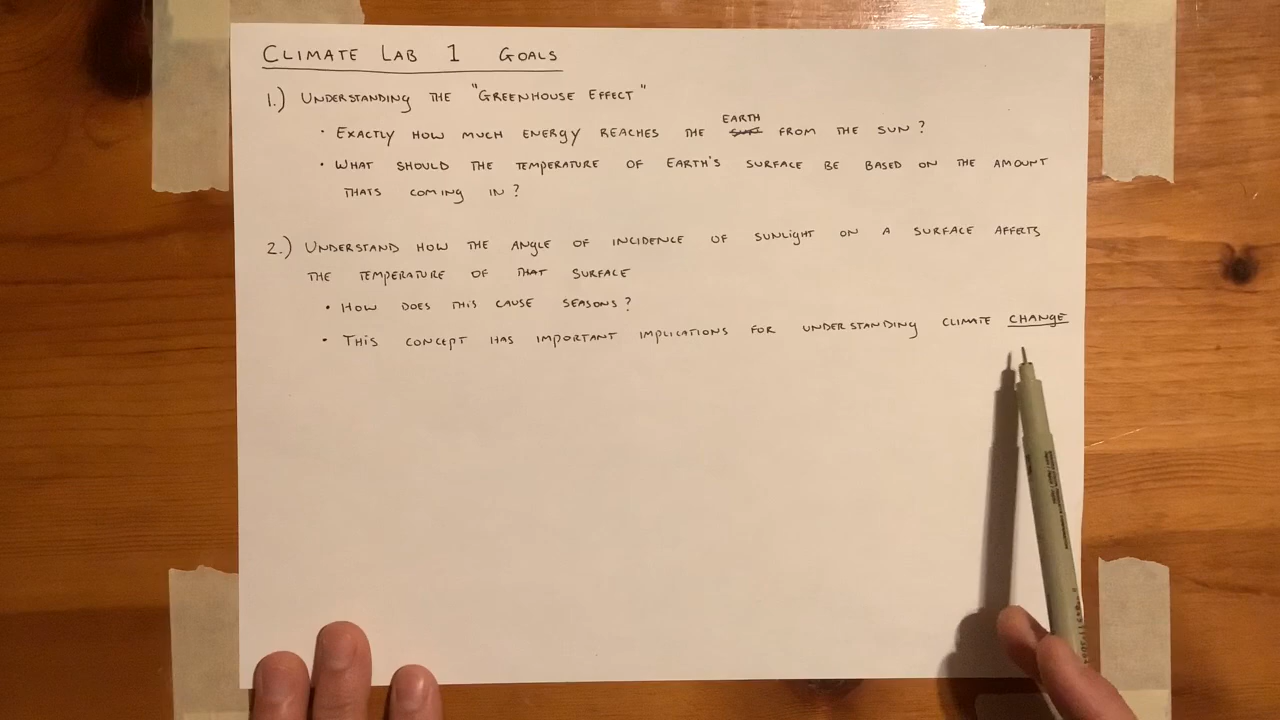 CLIMATE LAB 1 GOALS
1.) UNDERSTANDING THE "GREENHOUSE EFFECT"
EARTH
• EXACTLY HOW MUCH ENERGY REACHES THE SUN FROM THE SUN?
• WHAT SHOULD THE TEMPERATURE OF EARTH'S SURFACE BE BASED ON THE AMOUNT
THATS COMING IN?
2.) UNDERSTAND HOW THE ANGLE OF INCIDENCE OF SUNLIGHT ON A SURFACE AFFECTS
THE TEMPERATURE OF THAT SURFACE
• HOW DOES THIS CAUSE SEASONS?
• THIS CONCEPT HAS IMPORTANT IMPLICATIONS FOR UNDERSTANDING CLIMATE CHANGE